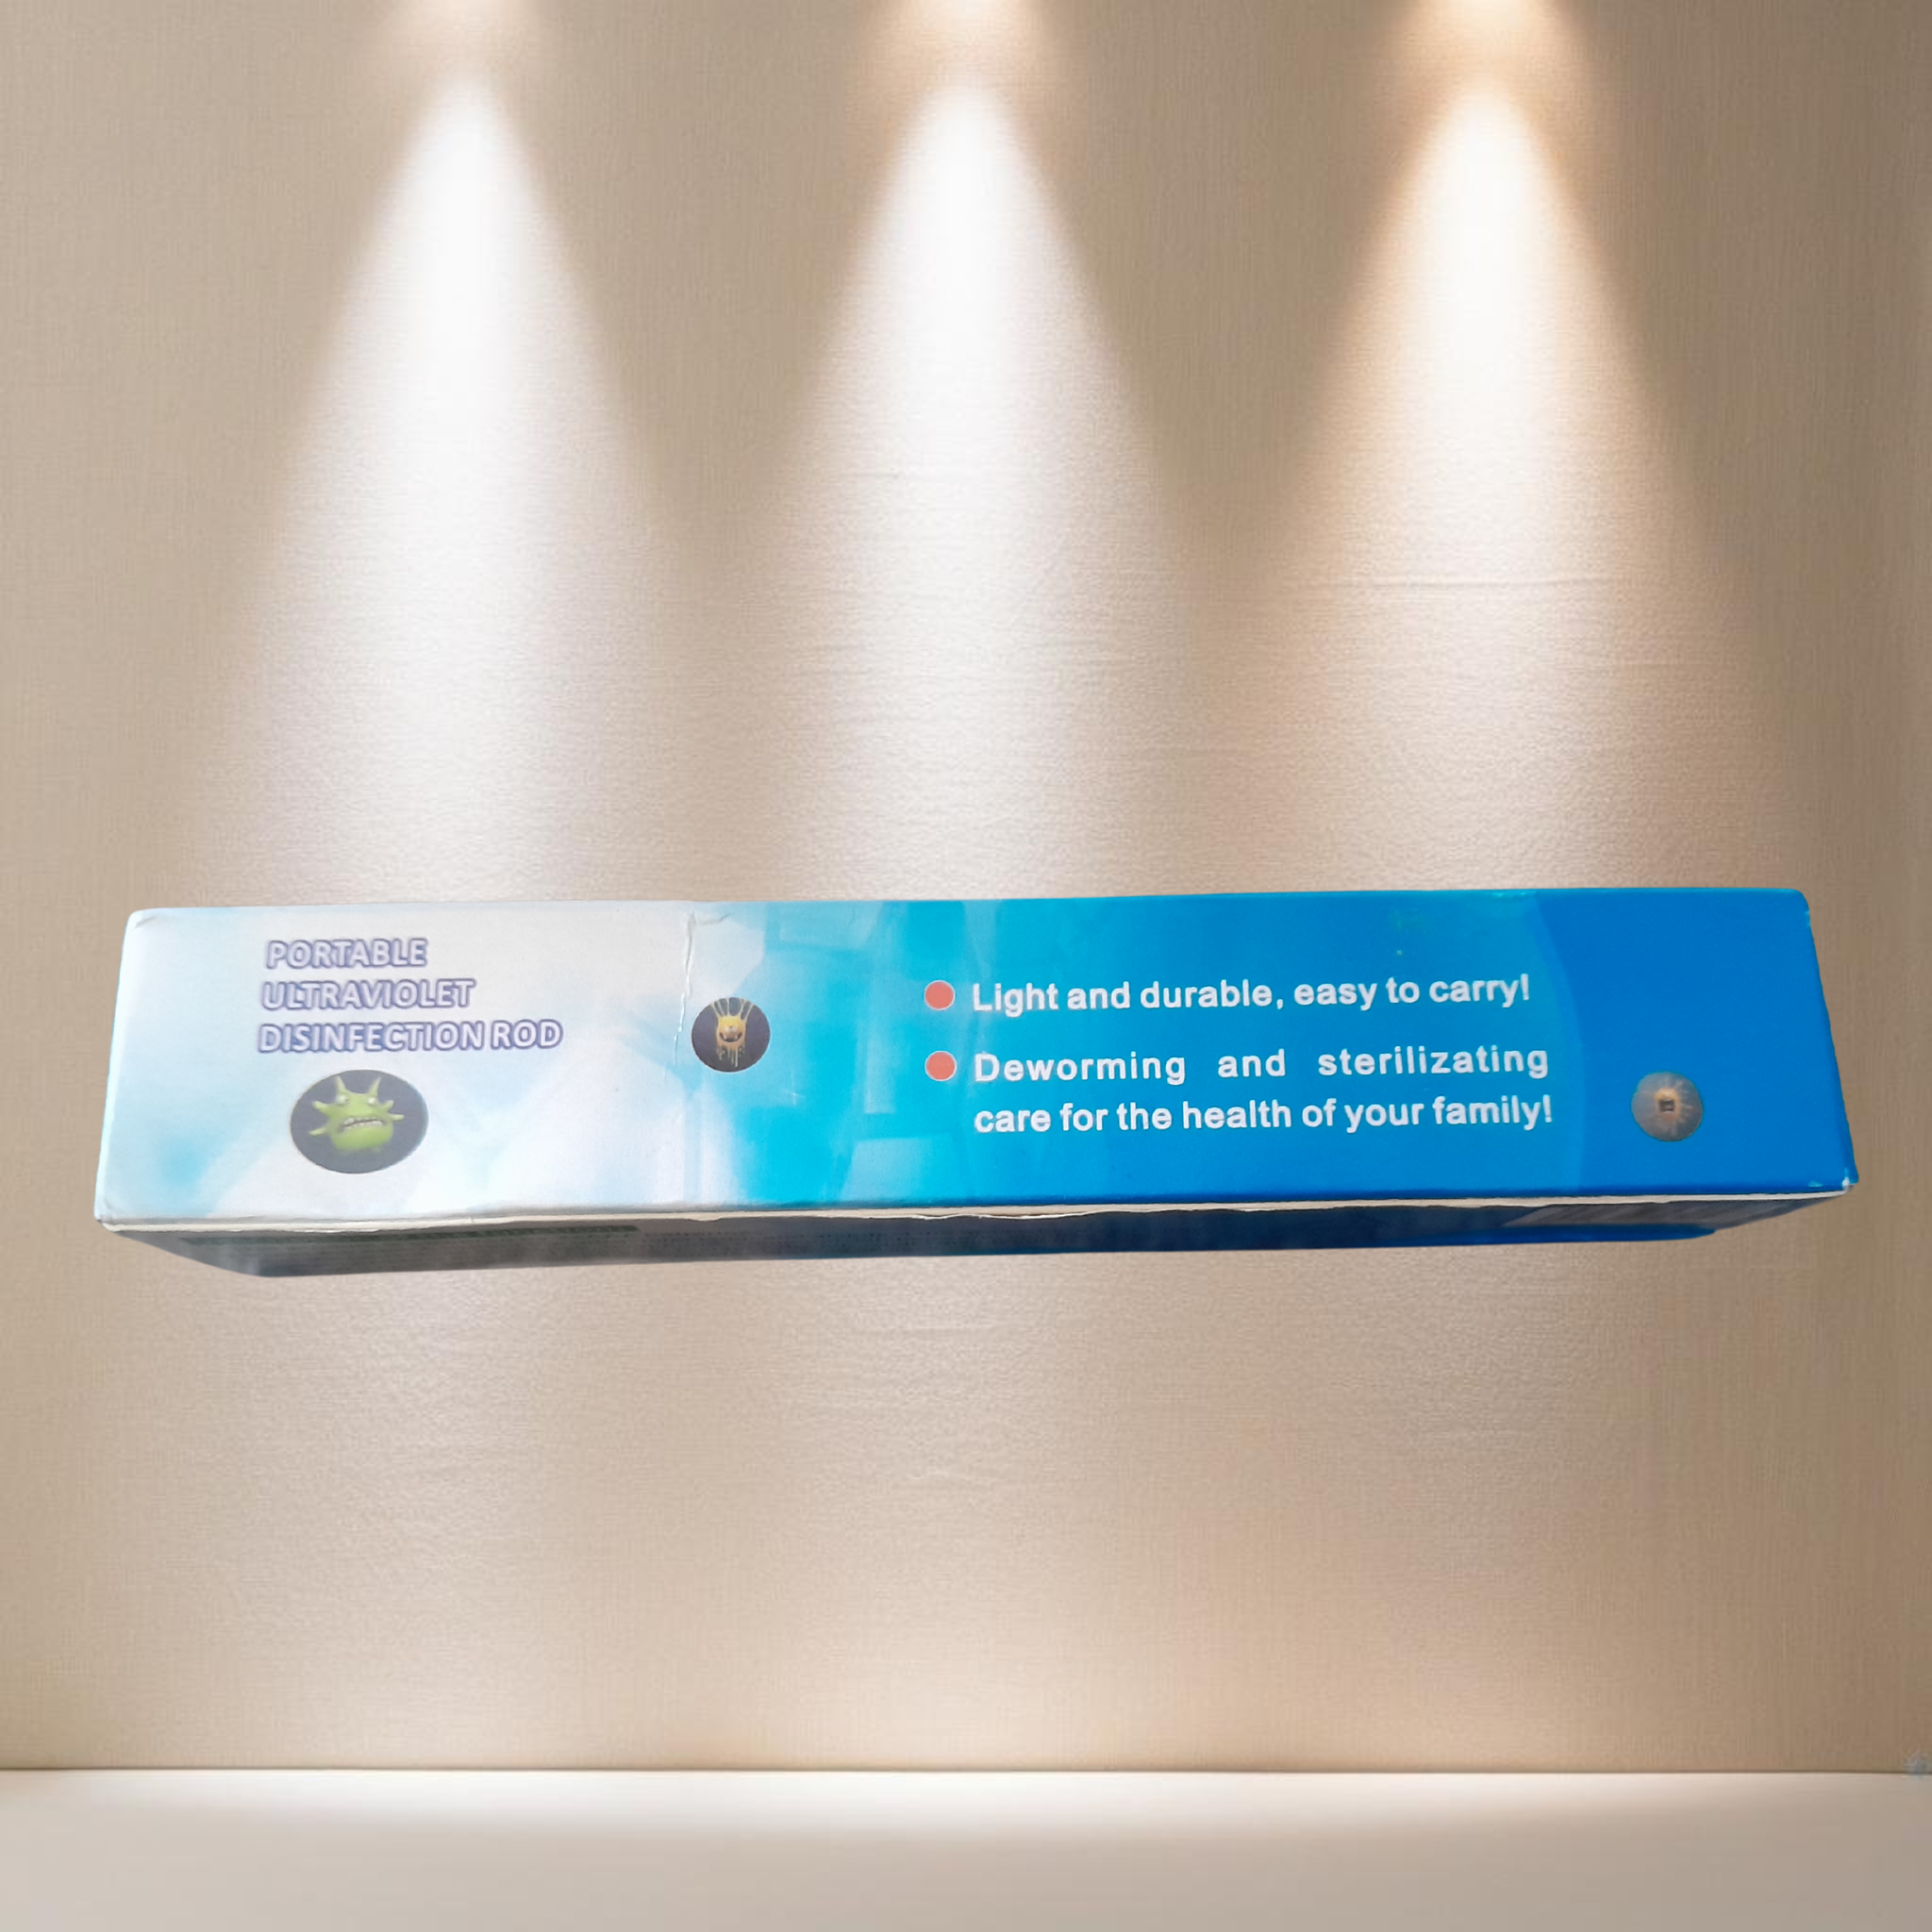 PORTABLE
ULTRAVIOLET
DISINFECTION ROD
Light and durable, easy to carry!
Deworming and sterilizating
care for the health of your family!